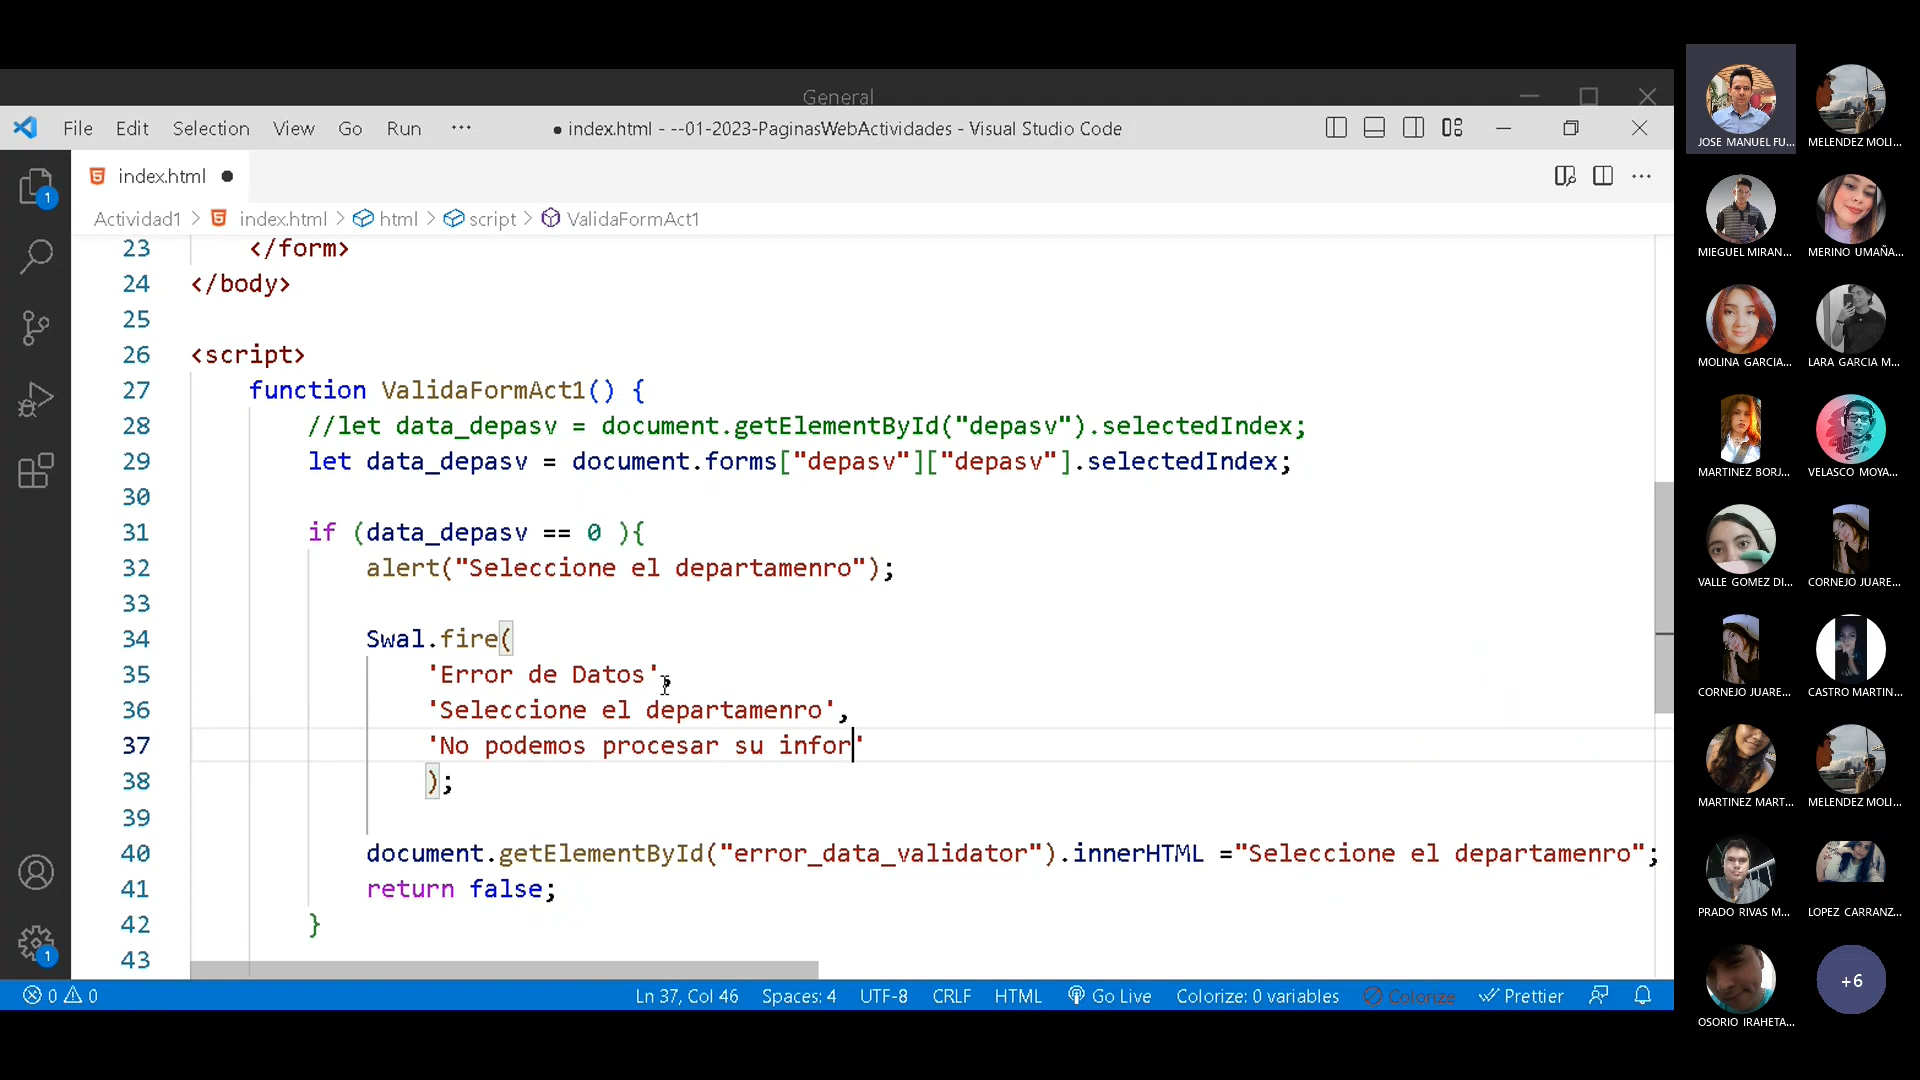 General
File Edit Selection View Go Run ··· ● index.html - --01-2023-PaginasWebActividades - Visual Studio Code
index.html ●
Actividad1 > index.html > html > script > ValidaFormAct1
23 </form>
24 </body>
25
26 <script>
27 function ValidaFormAct1() {
28 //let data_depasv = document.getElementById("depasv").selectedIndex;
29 let data_depasv = document.forms["depasv"]["depasv"].selectedIndex;
30
31 if (data_depasv == 0 ){
32 alert("Seleccione el departamenro");
33
34 Swal.fire(
35 'Error de Datos',
36 'Seleccione el departamenro',
37 'No podemos procesar su infor'
38 );
39
40 document.getElementById("error_data_validator").innerHTML ="Seleccione el departamenro";
41 return false;
42 }
43
1
1
0 0 Ln 37, Col 46 Spaces: 4 UTF-8 CRLF HTML Go Live Colorize: 0 variables Colorize Prettier
JOSE MANUEL FU... MELENDEZ MOLI...
MIEGUEL MIRAN... MERINO UMAÑA...
MOLINA GARCIA... LARA GARCIA M...
MARTINEZ BORJ... VELASCO MOYA...
VALLE GOMEZ DI... CORNEJO JUARE...
CORNEJO JUARE... CASTRO MARTIN...
MARTINEZ MART... MELENDEZ MOLI...
PRADO RIVAS M... LOPEZ CARRANZ...
OSORIO IRAHETA... +6